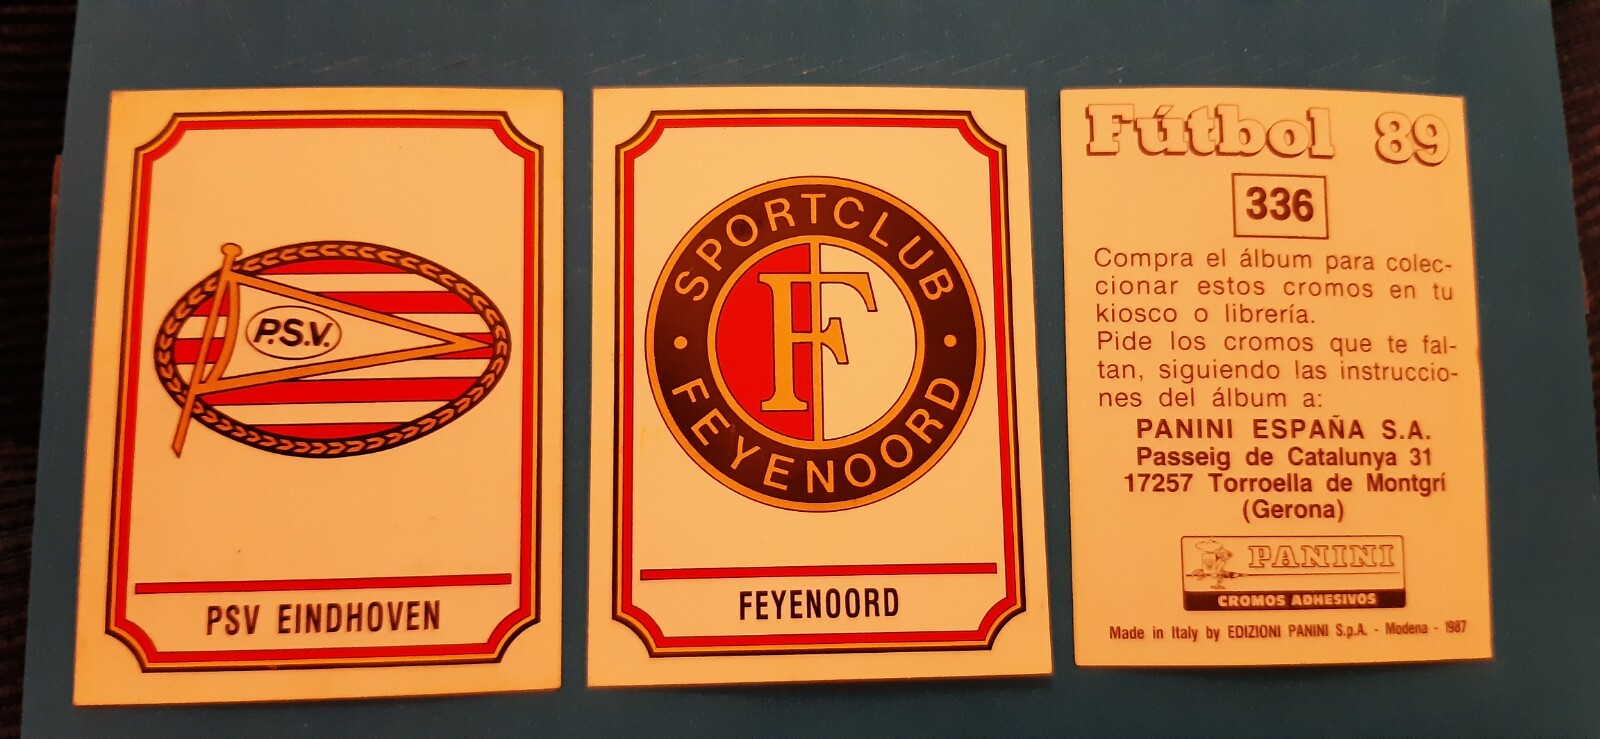 P.S.V.
PSV EINDHOVEN
SPORTCLUB
FEYENOORD
F
FEYENOORD
Fútbol 89
336
Compra el álbum para colec-
cionar estos cromos en tu
kiosco o librería.
Pide los cromos que te fal-
tan, siguiendo las instruccio-
nes del álbum a:
PANINI ESPAÑA S.A.
Passeig de Catalunya 31
17257 Torroella de Montgrí
(Gerona)
PANINI
CROMOS ADHESIVOS
Made in Italy by EDIZIONI PANINI S.p.A. - Modena - 1987